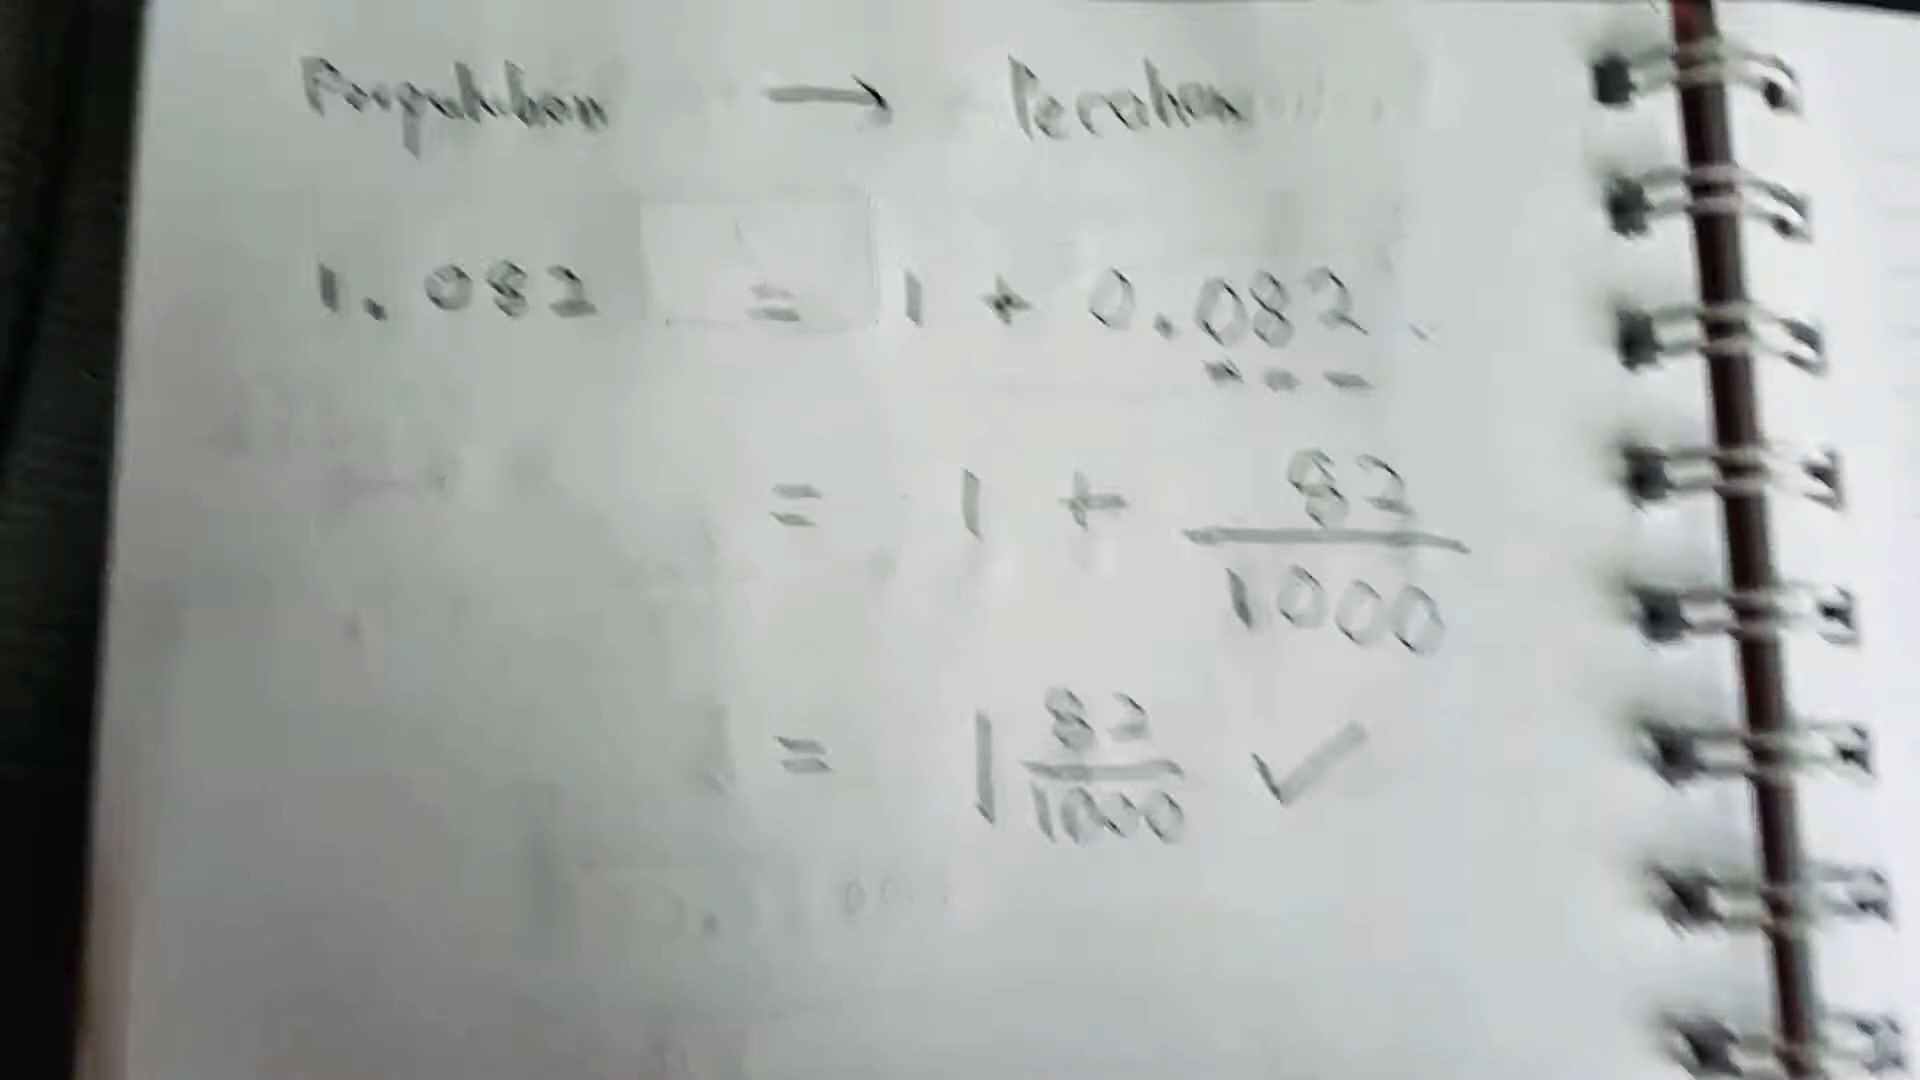 Perpuluhan → Pecahan
1.082 = 1 + 0.082
= 1 + 82/1000
= 1 82/1000 ✓